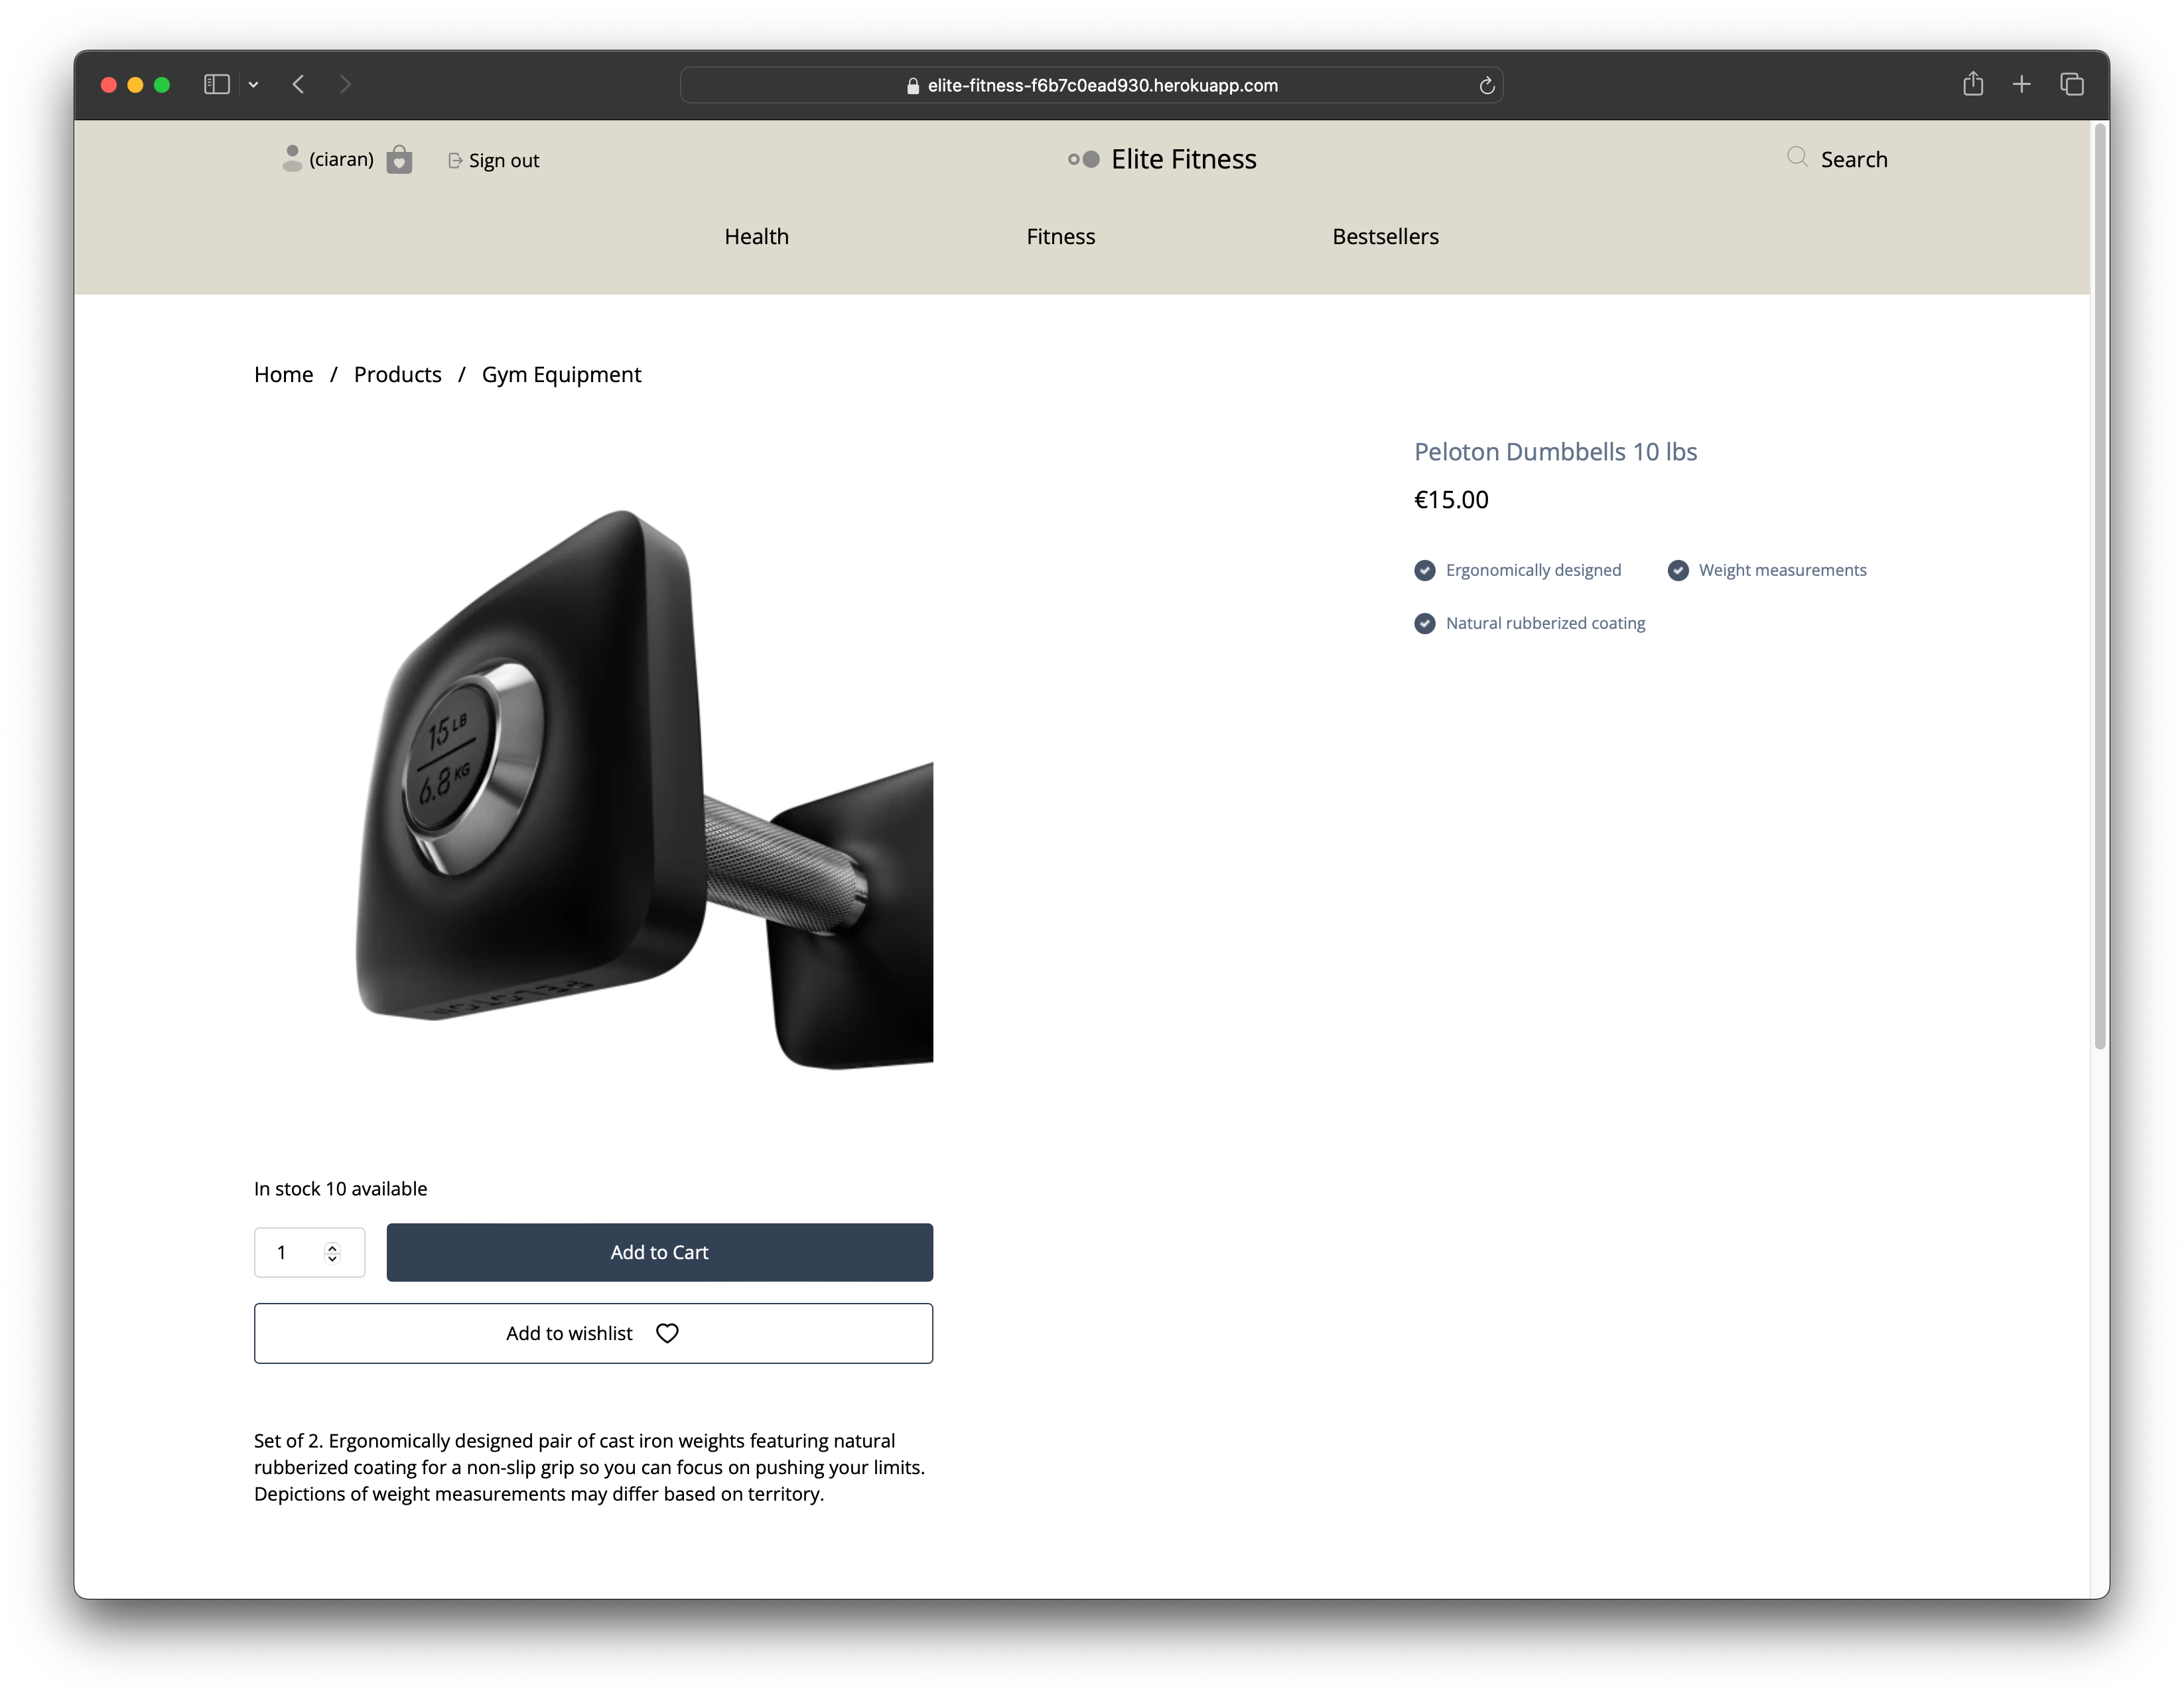 elite-fitness-f6b7c0ead930.herokuapp.com
(ciaran)
Sign out
Elite Fitness
Search
Health
Fitness
Bestsellers
Home / Products / Gym Equipment
Peloton Dumbbells 10 lbs
€15.00
Ergonomically designed
Weight measurements
Natural rubberized coating
15 LB
6.8 KG
PELOTON
In stock 10 available
1
Add to Cart
Add to wishlist
Set of 2. Ergonomically designed pair of cast iron weights featuring natural
rubberized coating for a non-slip grip so you can focus on pushing your limits.
Depictions of weight measurements may differ based on territory.